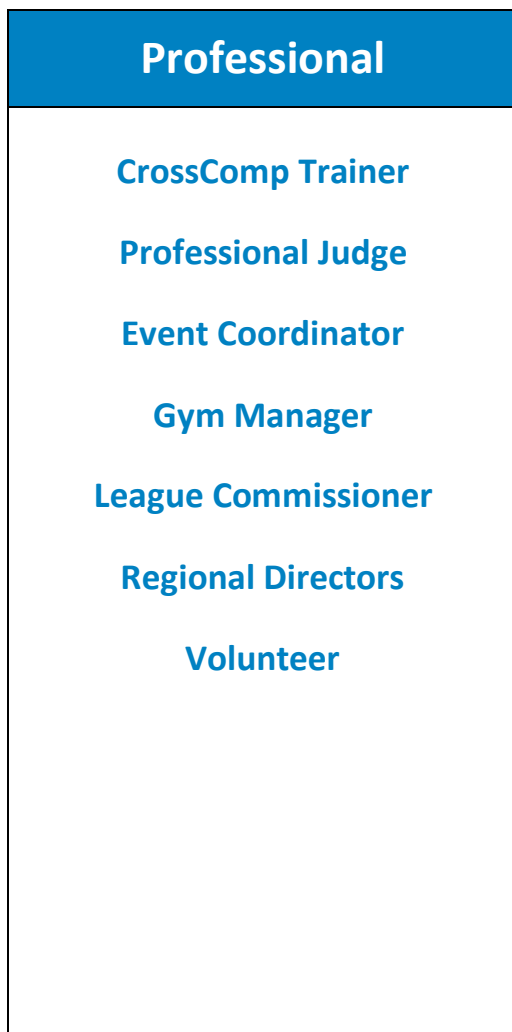 Professional
CrossComp Trainer
Professional Judge
Event Coordinator
Gym Manager
League Commissioner
Regional Directors
Volunteer